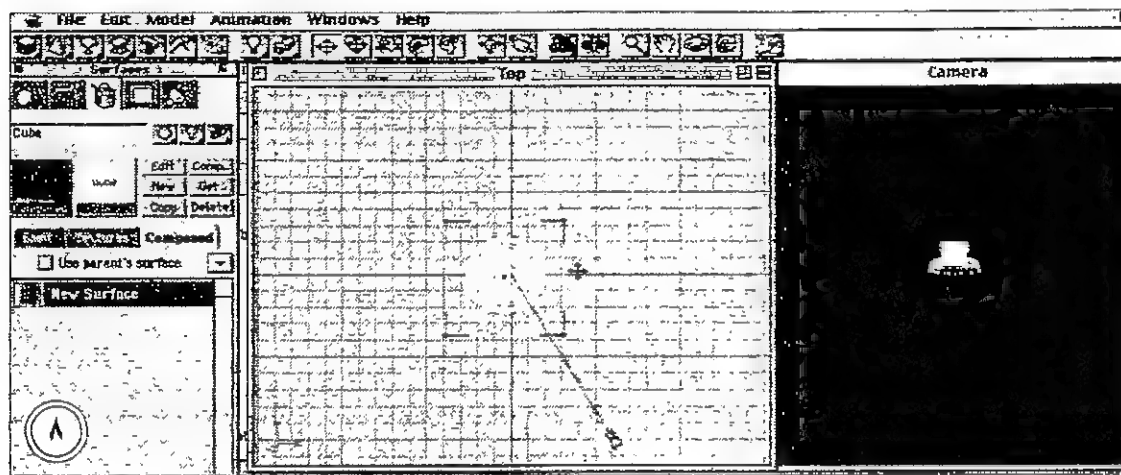 File Edit Model Animation Windows Help
Surfaces
Top
Camera
Cube
Edit Comp...
New Get...
Copy Delete
Composed
Use parent's surface
New Surface
A